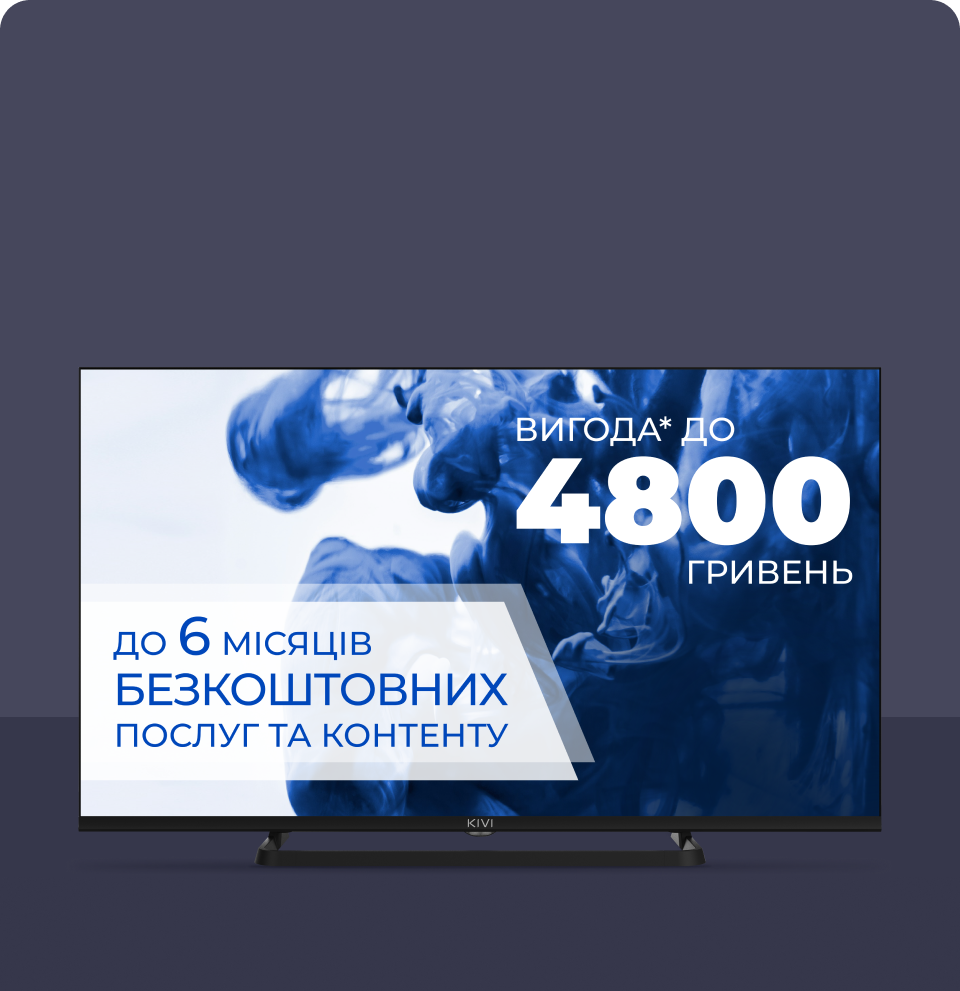 ВИГОДА* ДО
4800
ГРИВЕНЬ
ДО 6 МІСЯЦІВ
БЕЗКОШТОВНИХ
ПОСЛУГ ТА КОНТЕНТУ
KIVI